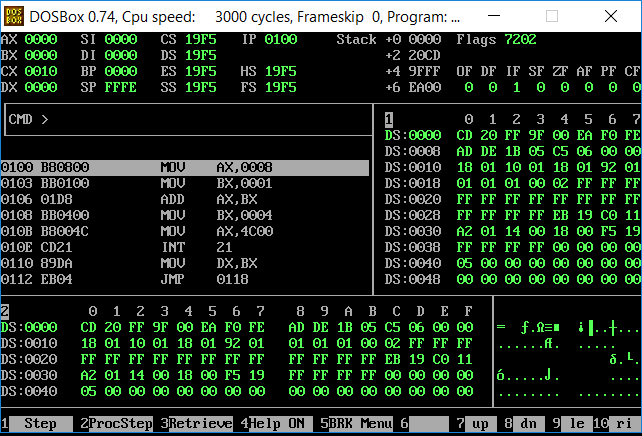 DOSBox 0.74, Cpu speed: 3000 cycles, Frameskip 0, Program: ...
AX 0000 SI 0000 CS 19F5 IP 0100 Stack +0 0000 Flags 7202
BX 0000 DI 0000 DS 19F5 +2 20CD
CX 0010 BP 0000 ES 19F5 HS 19F5 +4 9FFF OF DF IF SF ZF AF PF CF
DX 0000 SP FFFE SS 19F5 FS 19F5 +6 EA00 0 0 1 0 0 0 0 0
CMD >
0100 B80800 MOV AX,0008
0103 BB0100 MOV BX,0001
0106 01D8 ADD AX,BX
0108 BB0400 MOV BX,0004
010B B8004C MOV AX,4C00
010E CD21 INT 21
0110 89DA MOV DX,BX
0112 EB04 JMP 0118
1 0 1 2 3 4 5 6 7
DS:0000 CD 20 FF 9F 00 EA F0 FE
DS:0008 AD DE 1B 05 C5 06 00 00
DS:0010 18 01 10 01 18 01 92 01
DS:0018 01 01 01 00 02 FF FF FF
DS:0020 FF FF FF FF FF FF FF FF
DS:0028 FF FF FF FF EB 19 C0 11
DS:0030 A2 01 14 00 18 00 F5 19
DS:0038 FF FF FF FF 00 00 00 00
DS:0040 05 00 00 00 00 00 00 00
DS:0048 00 00 00 00 00 00 00 00
2 0 1 2 3 4 5 6 7 8 9 A B C D E F
DS:0000 CD 20 FF 9F 00 EA F0 FE AD DE 1B 05 C5 06 00 00
DS:0010 18 01 10 01 18 01 92 01 01 01 01 00 02 FF FF FF
DS:0020 FF FF FF FF FF FF FF FF FF FF FF FF EB 19 C0 11
DS:0030 A2 01 14 00 18 00 F5 19 FF FF FF FF 00 00 00 00
DS:0040 05 00 00 00 00 00 00 00 00 00 00 00 00 00 00 00
= ƒ.Ω≡■ ¡▐..┼.
......Æ. ........
δ.└.
ó.....⌡. ....
........ ........
1 Step 2ProcStep 3Retrieve 4Help ON 5BRK Menu 6 7 up 8 dn 9 le 10 ri